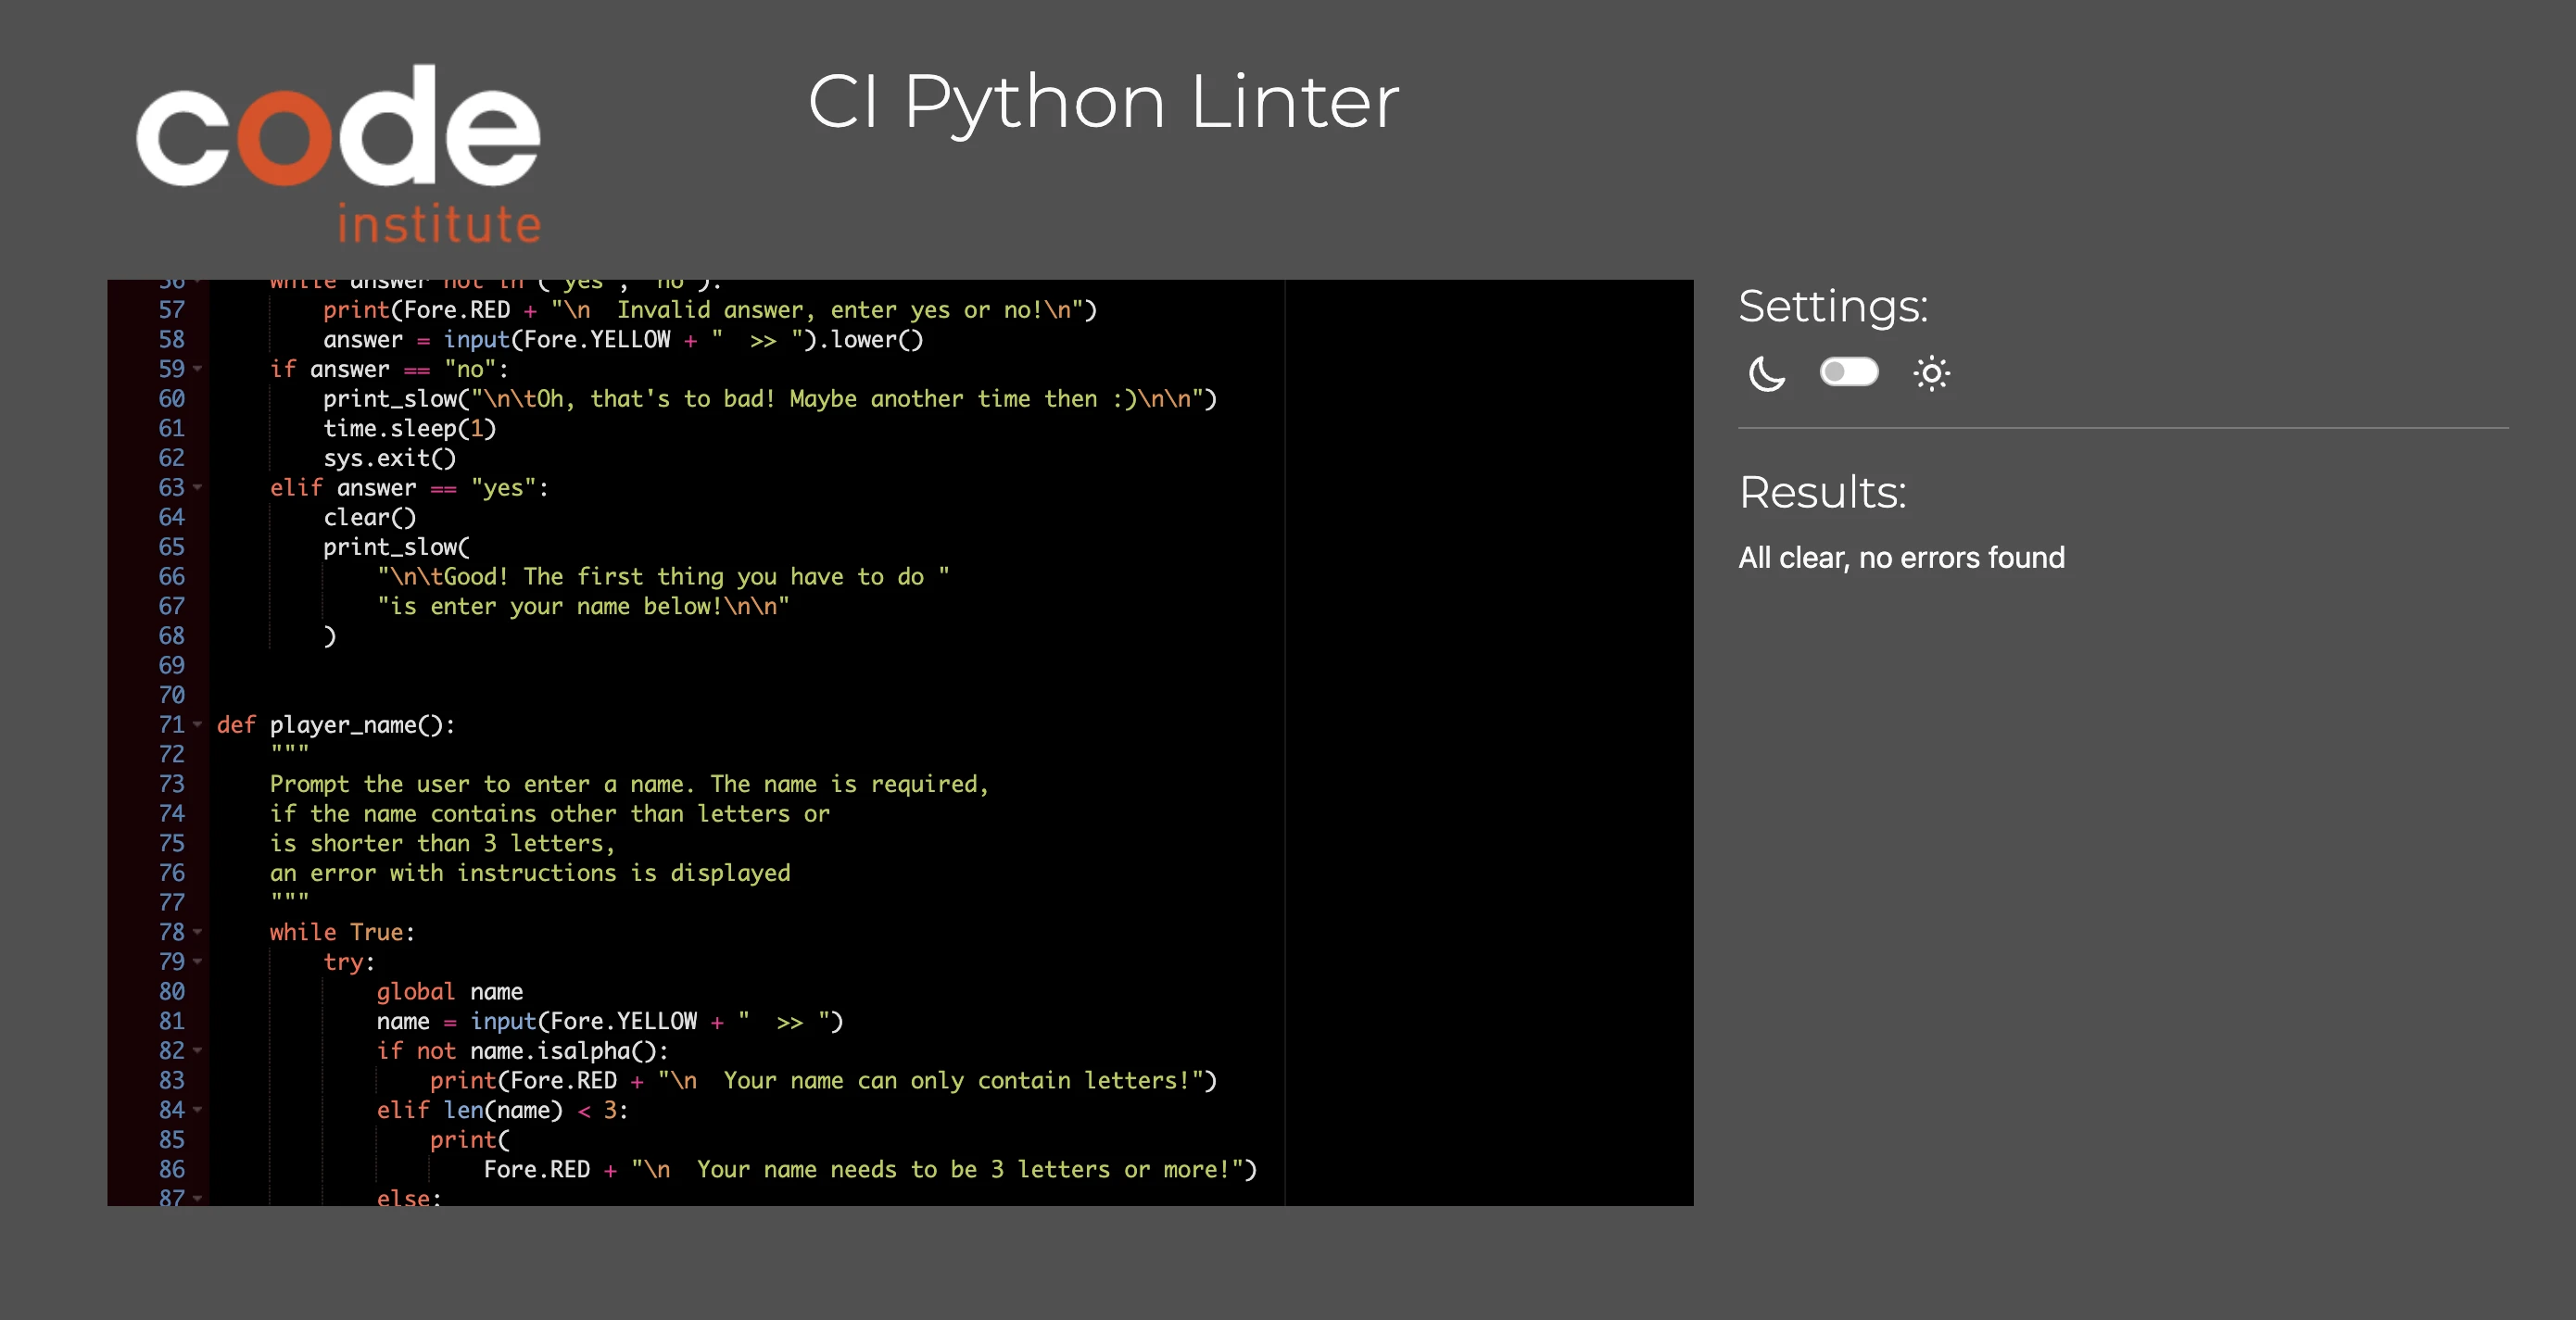 code
institute
CI Python Linter
56 while answer not in ("yes", "no"):
57 print(Fore.RED + "\n  Invalid answer, enter yes or no!\n")
58 answer = input(Fore.YELLOW + "  >> ").lower()
59 if answer == "no":
60 print_slow("\n\tOh, that's to bad! Maybe another time then :)\n\n")
61 time.sleep(1)
62 sys.exit()
63 elif answer == "yes":
64 clear()
65 print_slow(
66 "\n\tGood! The first thing you have to do "
67 "is enter your name below!\n\n"
68 )
69
70
71 def player_name():
72 """
73 Prompt the user to enter a name. The name is required,
74 if the name contains other than letters or
75 is shorter than 3 letters,
76 an error with instructions is displayed
77 """
78 while True:
79 try:
80 global name
81 name = input(Fore.YELLOW + "  >> ")
82 if not name.isalpha():
83 print(Fore.RED + "\n  Your name can only contain letters!")
84 elif len(name) < 3:
85 print(
86 Fore.RED + "\n  Your name needs to be 3 letters or more!")
87 else:
Settings:
Results:
All clear, no errors found